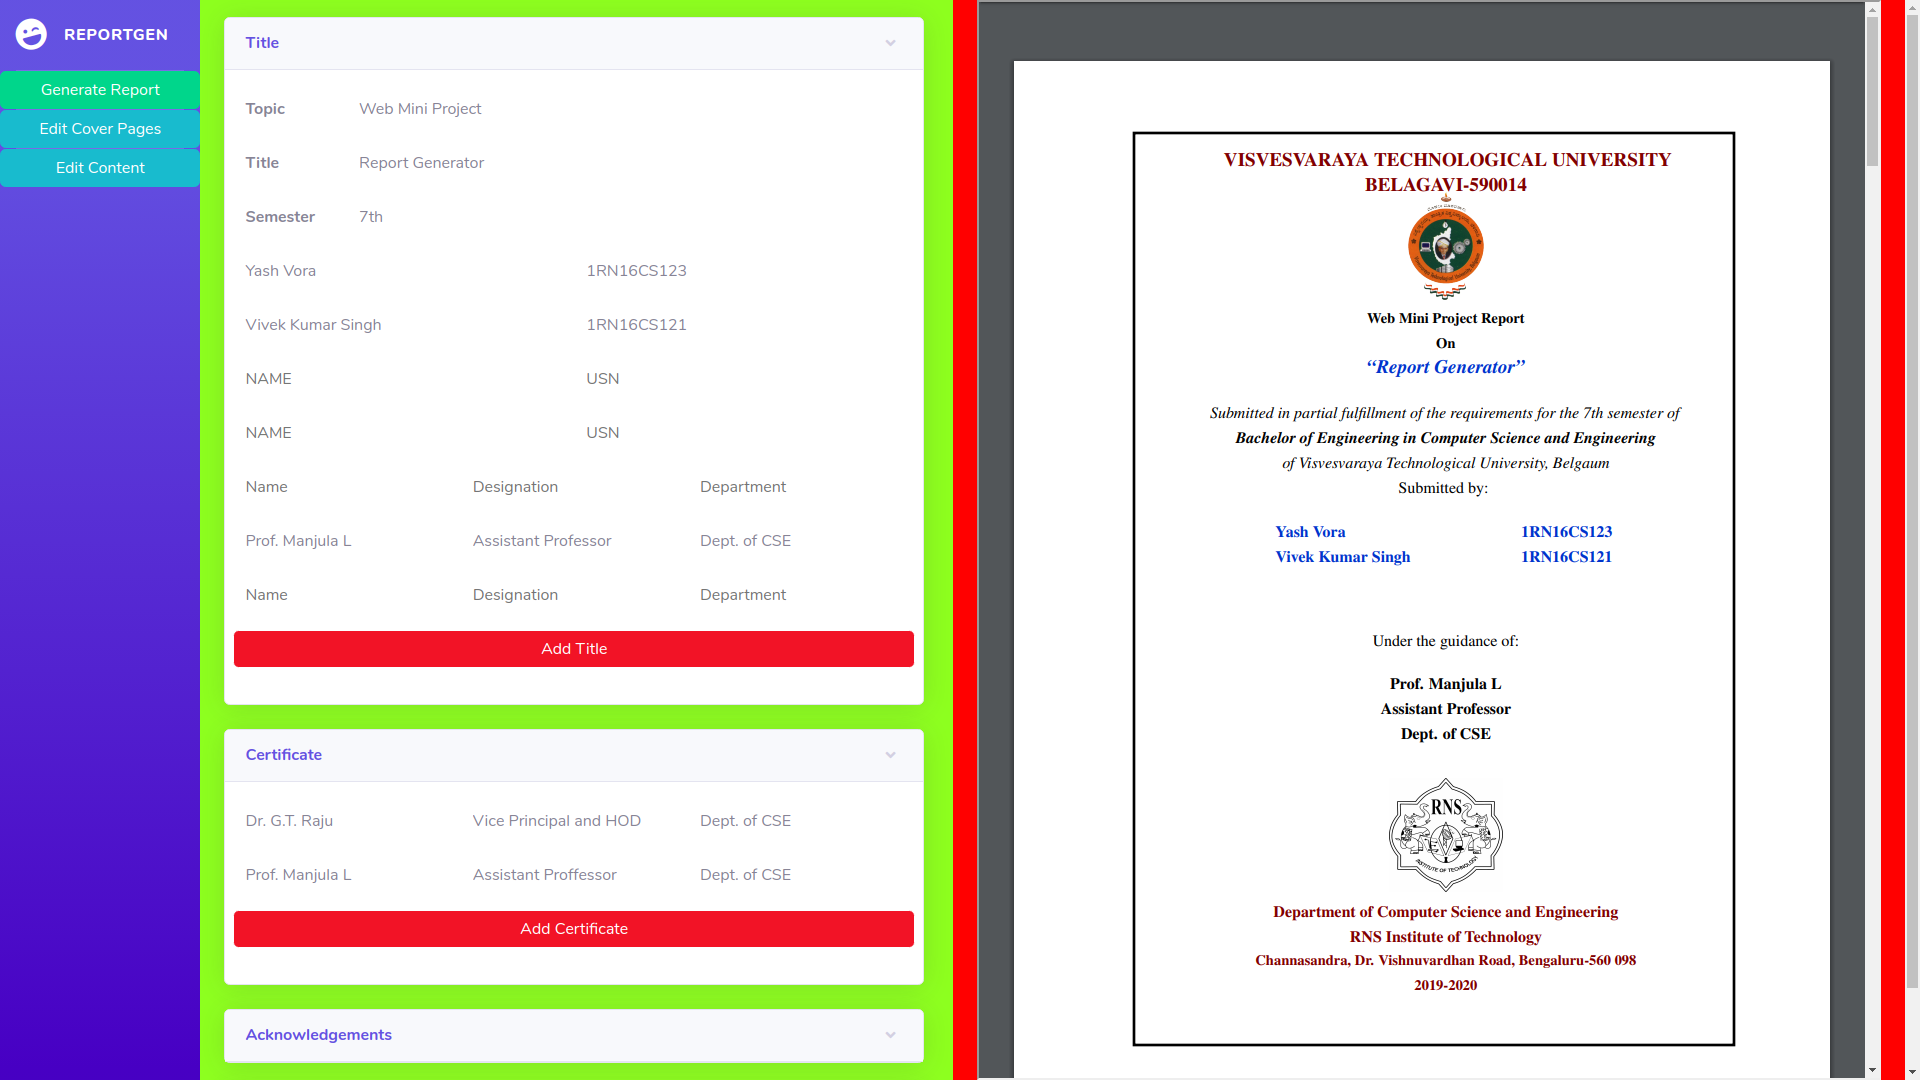 REPORTGEN
Generate Report
Edit Cover Pages
Edit Content
Title
Topic Web Mini Project
Title Report Generator
Semester 7th
Yash Vora 1RN16CS123
Vivek Kumar Singh 1RN16CS121
NAME USN
NAME USN
Name Designation Department
Prof. Manjula L Assistant Professor Dept. of CSE
Name Designation Department
Add Title
Certificate
Dr. G.T. Raju Vice Principal and HOD Dept. of CSE
Prof. Manjula L Assistant Proffessor Dept. of CSE
Add Certificate
Acknowledgements
VISVESVARAYA TECHNOLOGICAL UNIVERSITY
BELAGAVI-590014
Web Mini Project Report
On
“Report Generator”
Submitted in partial fulfillment of the requirements for the 7th semester of
Bachelor of Engineering in Computer Science and Engineering
of Visvesvaraya Technological University, Belgaum
Submitted by:
Yash Vora 1RN16CS123
Vivek Kumar Singh 1RN16CS121
Under the guidance of:
Prof. Manjula L
Assistant Professor
Dept. of CSE
RNS
INSTITUTE OF TECHNOLOGY
Department of Computer Science and Engineering
RNS Institute of Technology
Channasandra, Dr. Vishnuvardhan Road, Bengaluru-560 098
2019-2020